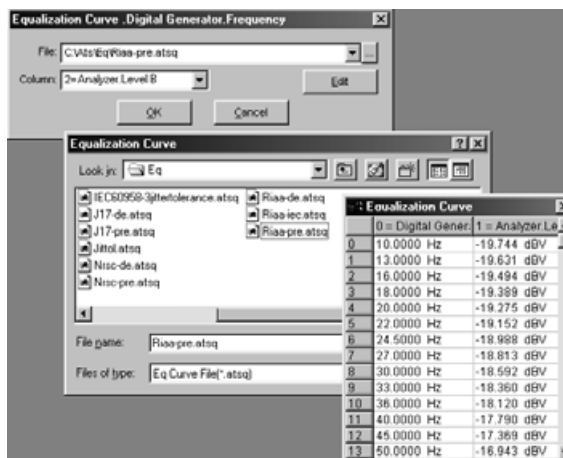 Equalization Curve .Digital Generator.Frequency
File: C:\Ats\Eq\Riaa-pre.atsq ...
Column: 2=Analyzer.Level B Edit
OK Cancel
Equalization Curve
Look in: Eq
IEC60958-3jittertolerance.atsq Riaa-de.atsq
J17-de.atsq Riaa-iec.atsq
J17-pre.atsq Riaa-pre.atsq
Jittol.atsq
Nrsc-de.atsq
Nrsc-pre.atsq
File name: Riaa-pre.atsq
Files of type: Eq Curve File(*.atsq)
Equalization Curve
0 = Digital Gener. 1 = Analyzer.Le
0 10.0000 Hz -19.744 dBV
1 13.0000 Hz -19.631 dBV
2 16.0000 Hz -19.494 dBV
3 18.0000 Hz -19.389 dBV
4 20.0000 Hz -19.275 dBV
5 22.0000 Hz -19.152 dBV
6 24.5000 Hz -18.988 dBV
7 27.0000 Hz -18.813 dBV
8 30.0000 Hz -18.592 dBV
9 33.0000 Hz -18.360 dBV
10 36.0000 Hz -18.120 dBV
11 40.0000 Hz -17.790 dBV
12 45.0000 Hz -17.369 dBV
13 50.0000 Hz -16.943 dBV